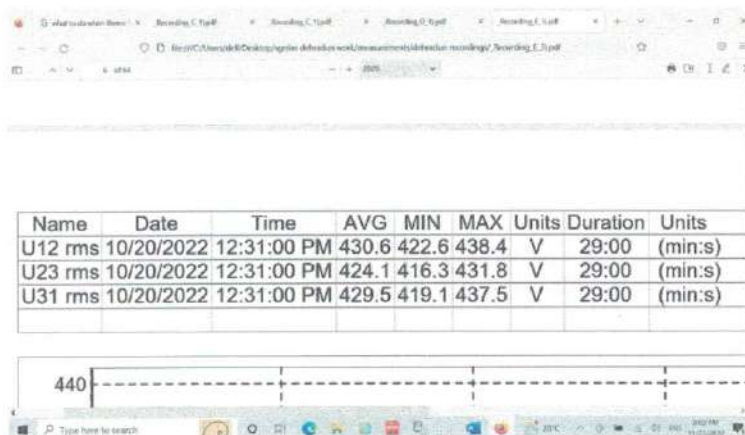 Recording_E_5).pdf
Name Date Time AVG MIN MAX Units Duration Units
U12 rms 10/20/2022 12:31:00 PM 430.6 422.6 438.4 V 29:00 (min:s)
U23 rms 10/20/2022 12:31:00 PM 424.1 416.3 431.8 V 29:00 (min:s)
U31 rms 10/20/2022 12:31:00 PM 429.5 419.1 437.5 V 29:00 (min:s)
440
Type here to search